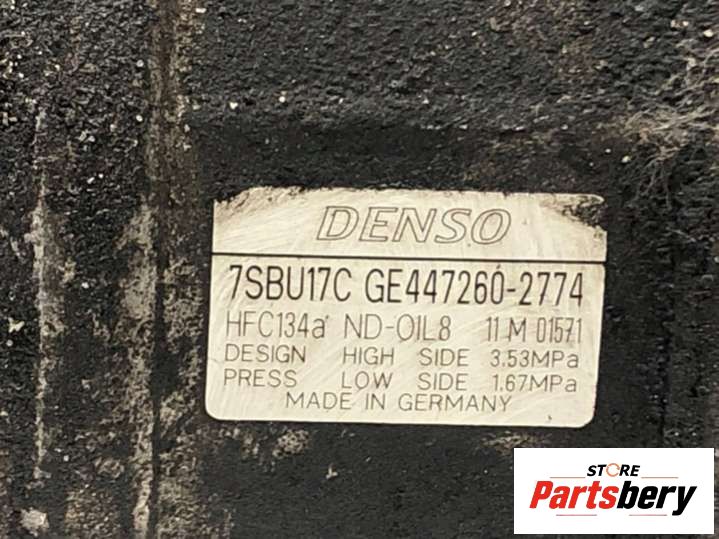 DENSO
7SBU17C GE447260-2774
HFC134a ND-OIL8 11 M 01571
DESIGN HIGH SIDE 3.53MPa
PRESS LOW SIDE 1.67MPa
MADE IN GERMANY
STORE
Partsbery